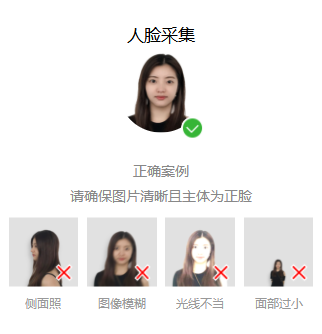 人脸采集
正确案例
请确保图片清晰且主体为正脸
侧面照
图像模糊
光线不当
面部过小